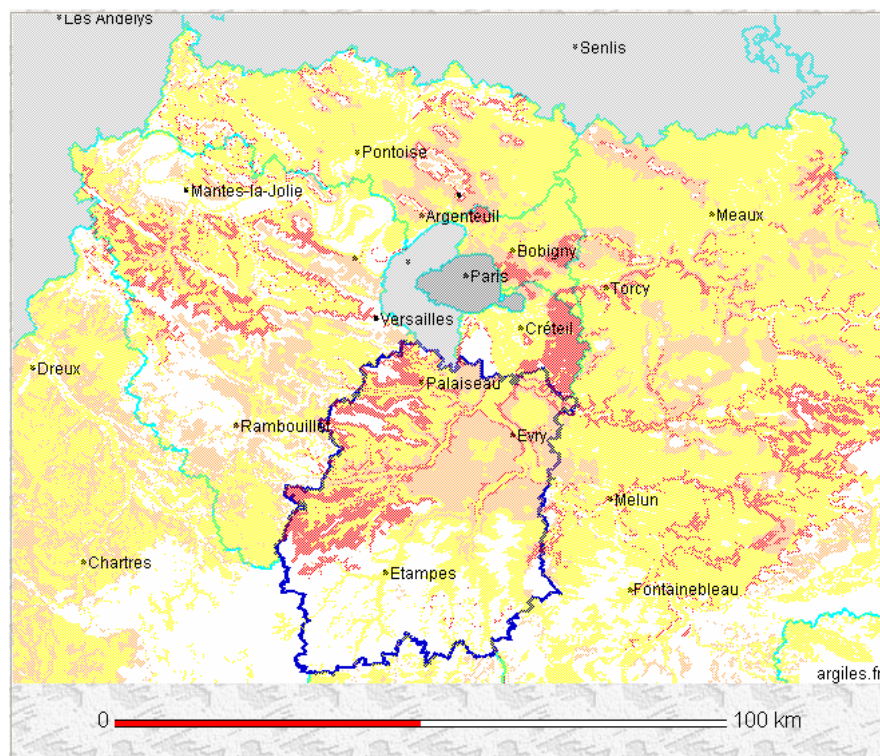 Les Andelys
Senlis
Pontoise
Mantes-la-Jolie
Argenteuil
Meaux
Bobigny
Paris
Torcy
Versailles
Créteil
Dreux
Palaiseau
Rambouillet
Evry
Melun
Chartres
Etampes
Fontainebleau
argiles.fr
0 100 km